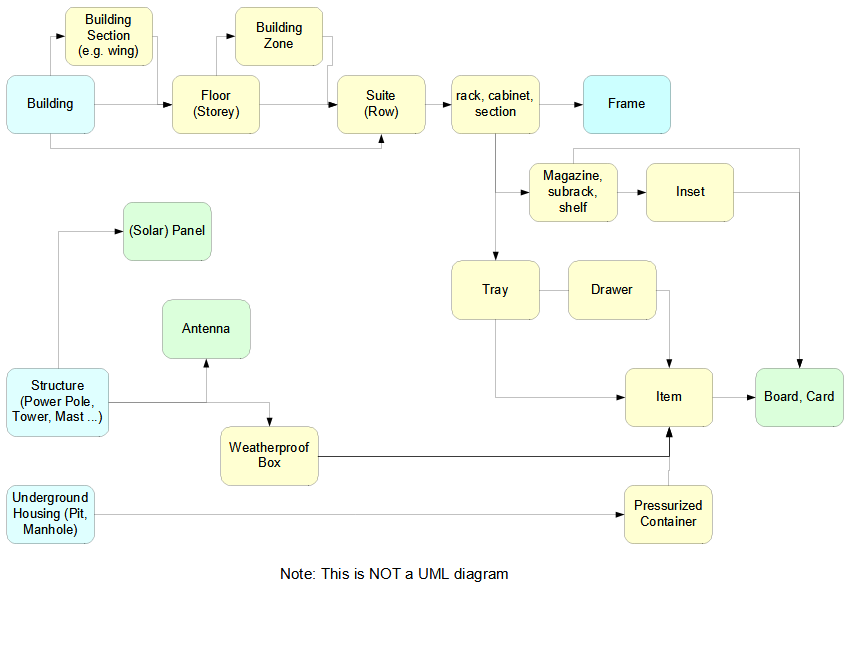 Building
Section
(e.g. wing)
Building
Zone
Building
Floor
(Storey)
Suite
(Row)
rack, cabinet,
section
Frame
Magazine,
subrack,
shelf
Inset
(Solar) Panel
Tray
Drawer
Antenna
Structure
(Power Pole,
Tower, Mast ...)
Item
Board, Card
Weatherproof
Box
Underground
Housing (Pit,
Manhole)
Pressurized
Container
Note: This is NOT a UML diagram